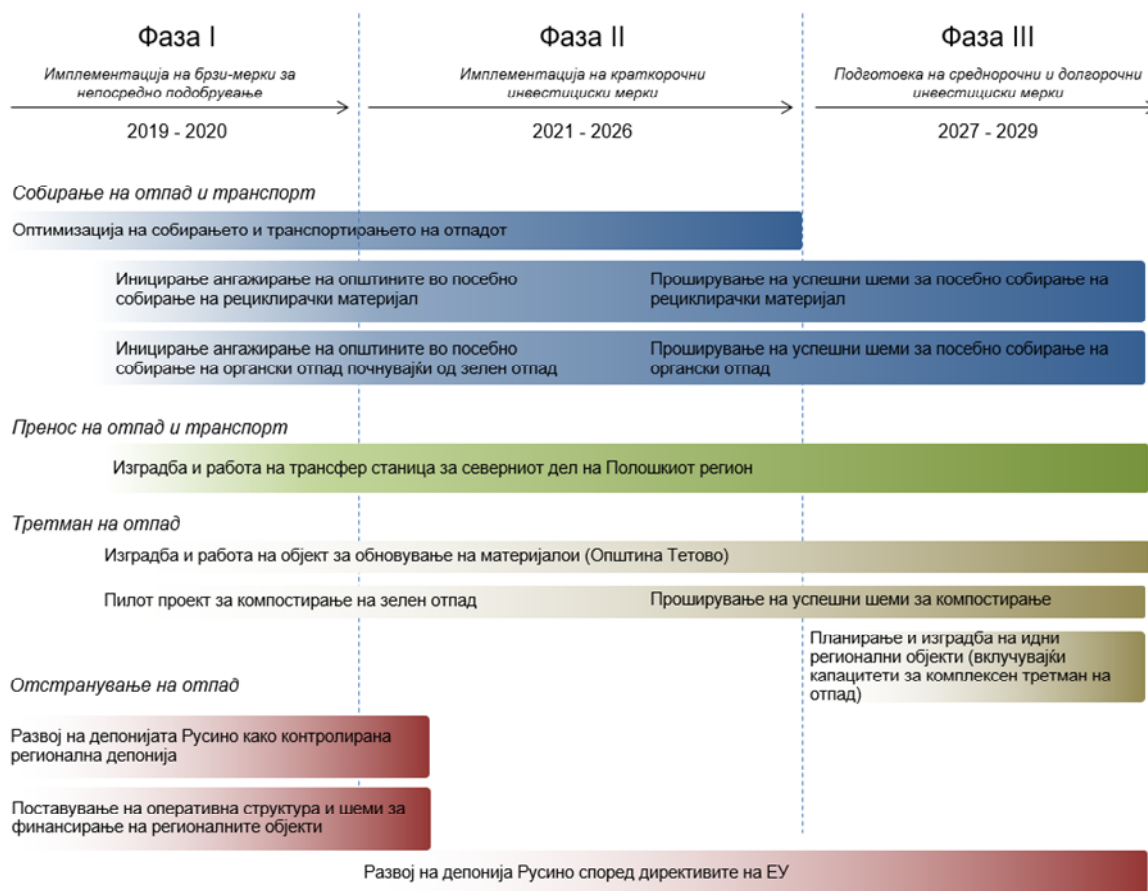 Фаза I
Имплементација на брзи-мерки за
непосредно подобрување
2019 - 2020
Фаза II
Имплементација на краткорочни
инвестициски мерки
2021 - 2026
Фаза III
Подготовка на среднорочни и долгорочни
инвестициски мерки
2027 - 2029
Собирање на отпад и транспорт
Оптимизација на собирањето и транспортирањето на отпадот
Иницирање ангажирање на општините во посебно
собирање на рециклирачки материјал
Проширување на успешни шеми за посебно собирање на
рециклирачки материјал
Иницирање ангажирање на општините во посебно
собирање на органски отпад почнувајќи од зелен отпад
Проширување на успешни шеми за посебно собирање на
органски отпад
Пренос на отпад и транспорт
Изградба и работа на трансфер станица за северниот дел на Полошкиот регион
Третман на отпад
Изградба и работа на објект за обновување на материјалои (Општина Тетово)
Пилот проект за компостирање на зелен отпад
Проширување на успешни шеми за компостирање
Планирање и изградба на идни
регионални објекти (вклучувајќи
капацитети за комплексен третман на
отпад)
Отстранување на отпад
Развој на депонијата Русино како контролирана
регионална депонија
Поставување на оперативна структура и шеми за
финансирање на регионалните објекти
Развој на депонија Русино според директивите на ЕУ